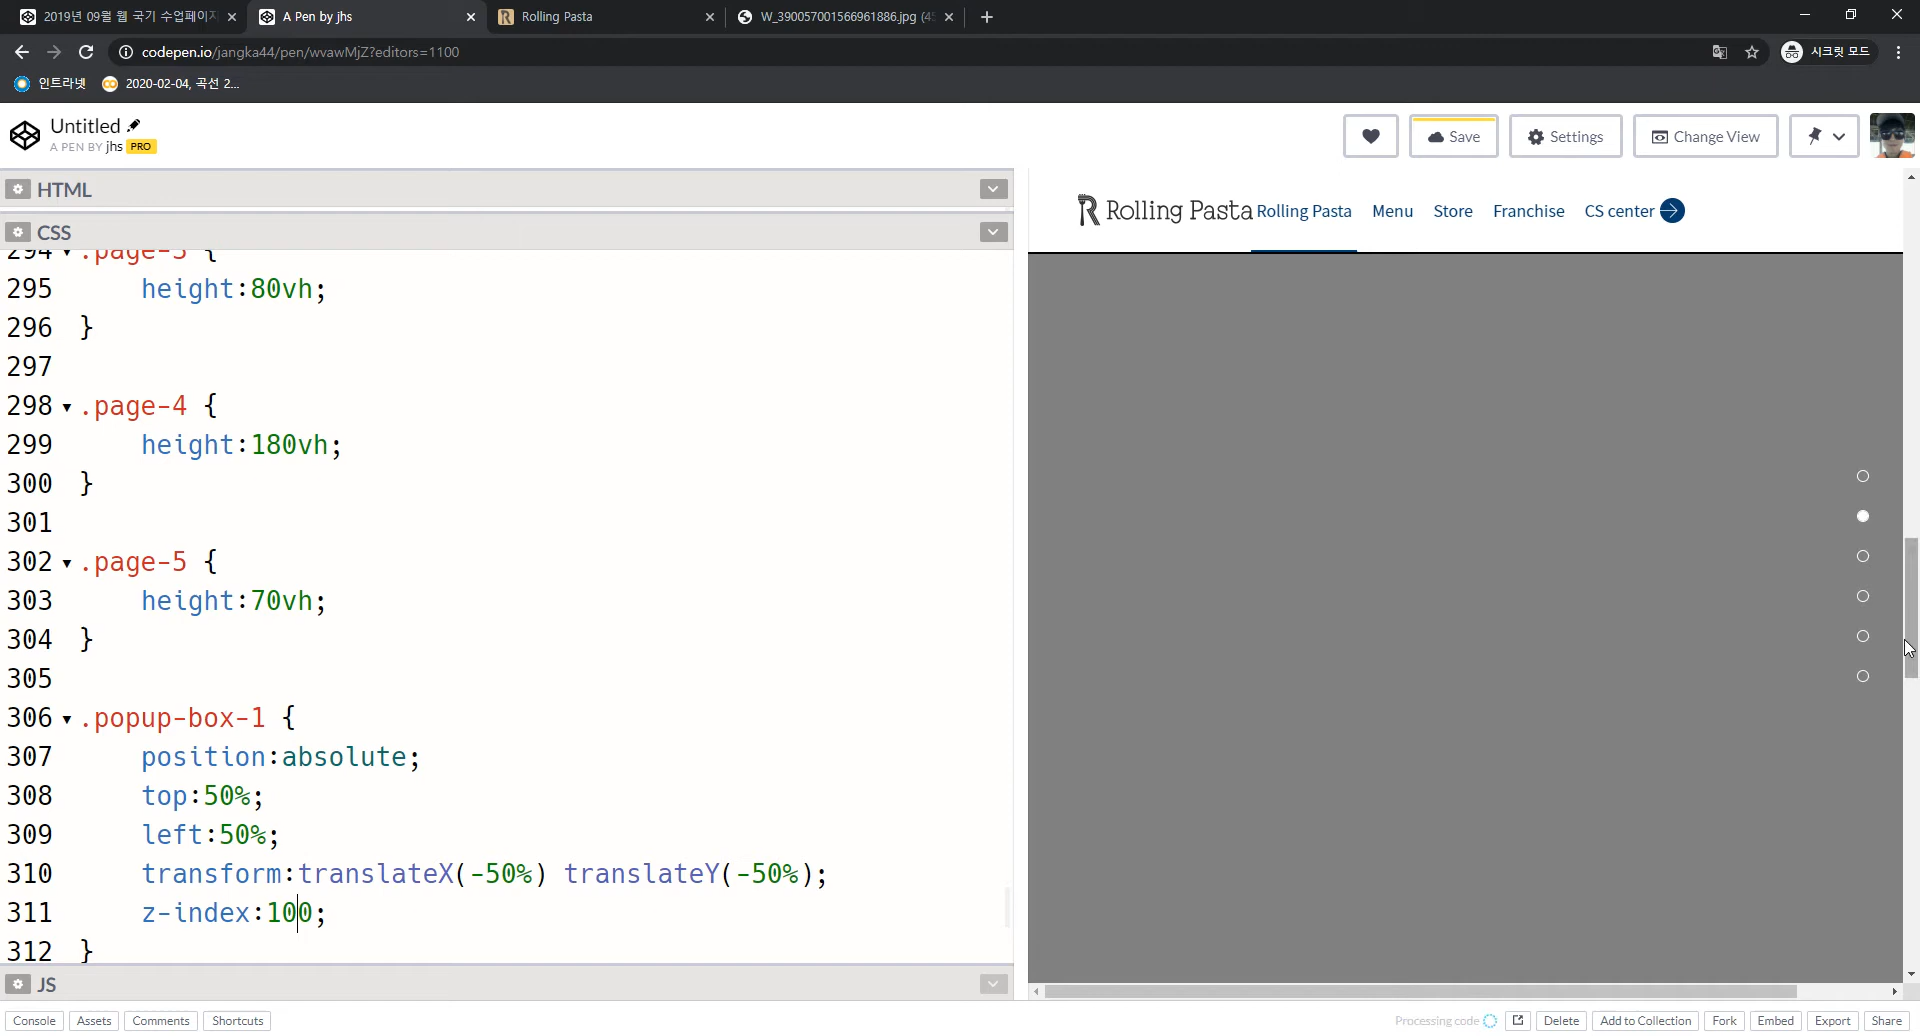 2019년 09월 웹 국기 수업페이지
A Pen by jhs
Rolling Pasta
W_390057001566961886.jpg (45
codepen.io/jangka44/pen/wvawMjZ?editors=1100
시크릿 모드
인트라넷
2020-02-04, 곡선 2...
Untitled
A PEN BY jhs PRO
Save
Settings
Change View
HTML
CSS
294 .page-3 {
295 height:80vh;
296 }
297
298 .page-4 {
299 height:180vh;
300 }
301
302 .page-5 {
303 height:70vh;
304 }
305
306 .popup-box-1 {
307 position:absolute;
308 top:50%;
309 left:50%;
310 transform:translateX(-50%) translateY(-50%);
311 z-index:100;
312 }
JS
Rolling Pasta Rolling Pasta Menu Store Franchise CS center
Console Assets Comments Shortcuts
Processing code Delete Add to Collection Fork Embed Export Share